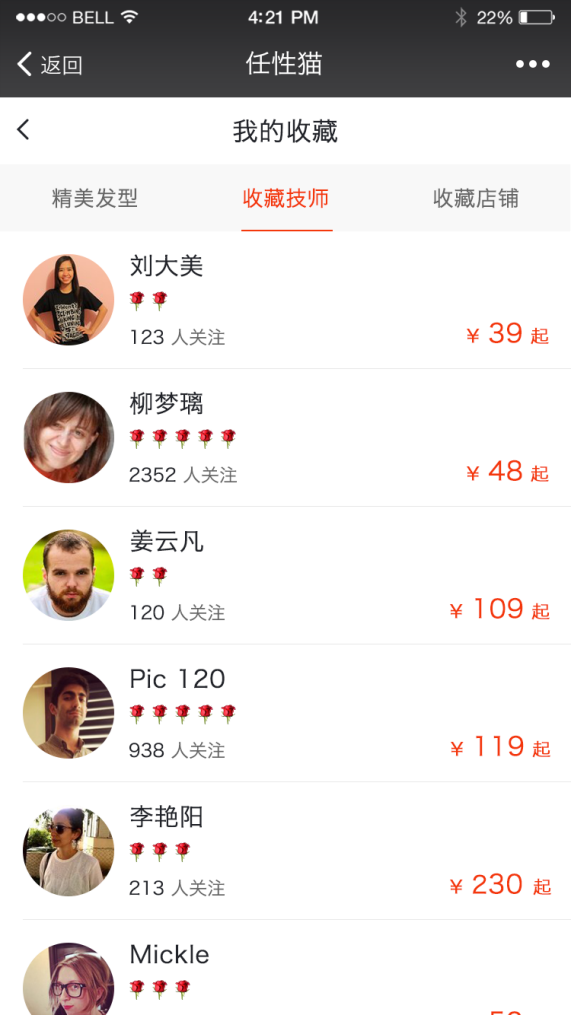 BELL 4:21 PM 22%
返回 任性猫
我的收藏
精美发型 收藏技师 收藏店铺
刘大美
123 人关注 ¥ 39 起
柳梦璃
2352 人关注 ¥ 48 起
姜云凡
120 人关注 ¥ 109 起
Pic 120
938 人关注 ¥ 119 起
李艳阳
213 人关注 ¥ 230 起
Mickle